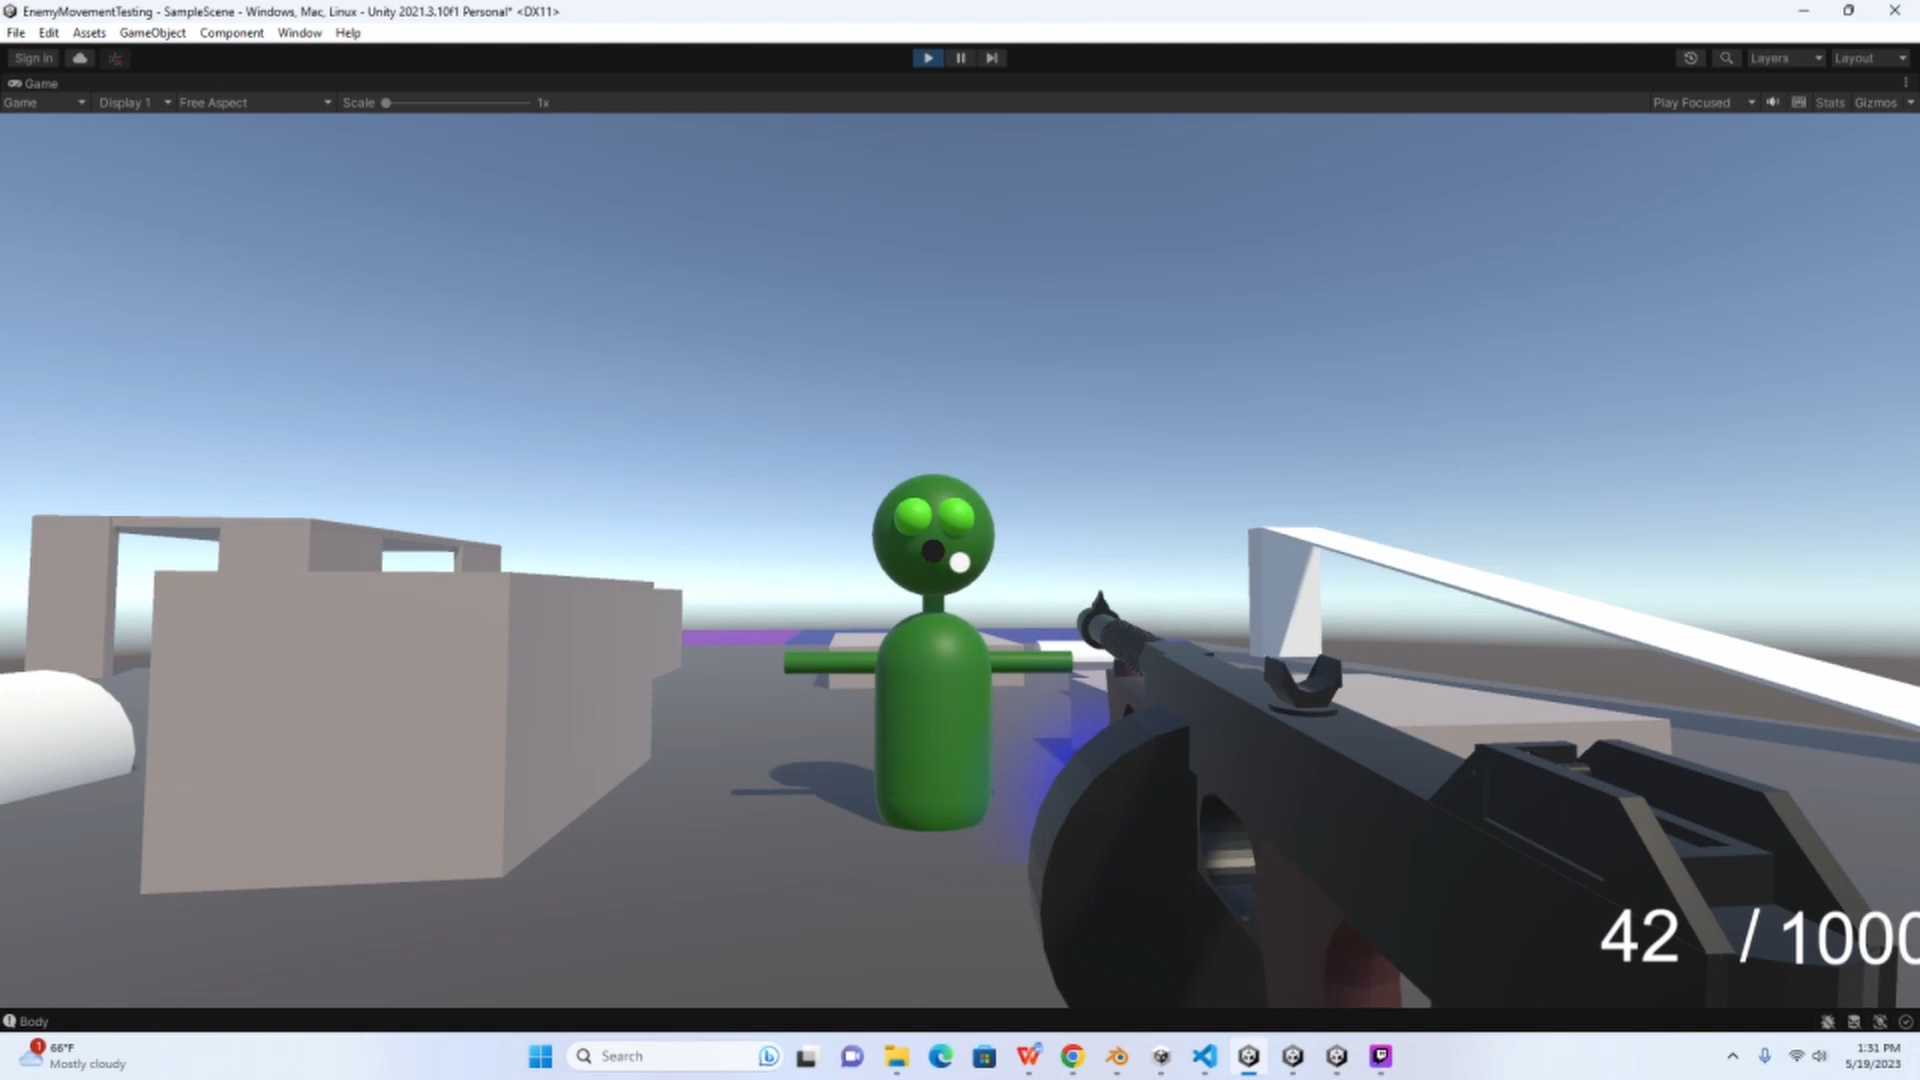 EnemyMovementTesting - SampleScene - Windows, Mac, Linux - Unity 2021.3.10f1 Personal* <DX11>
File Edit Assets GameObject Component Window Help
Sign in Layers Layout
Game
Game Display 1 Free Aspect Scale 1x Play Focused Stats Gizmos
42 / 1000
Body
1
66°F
Mostly cloudy
Search
1:31 PM
5/19/2023